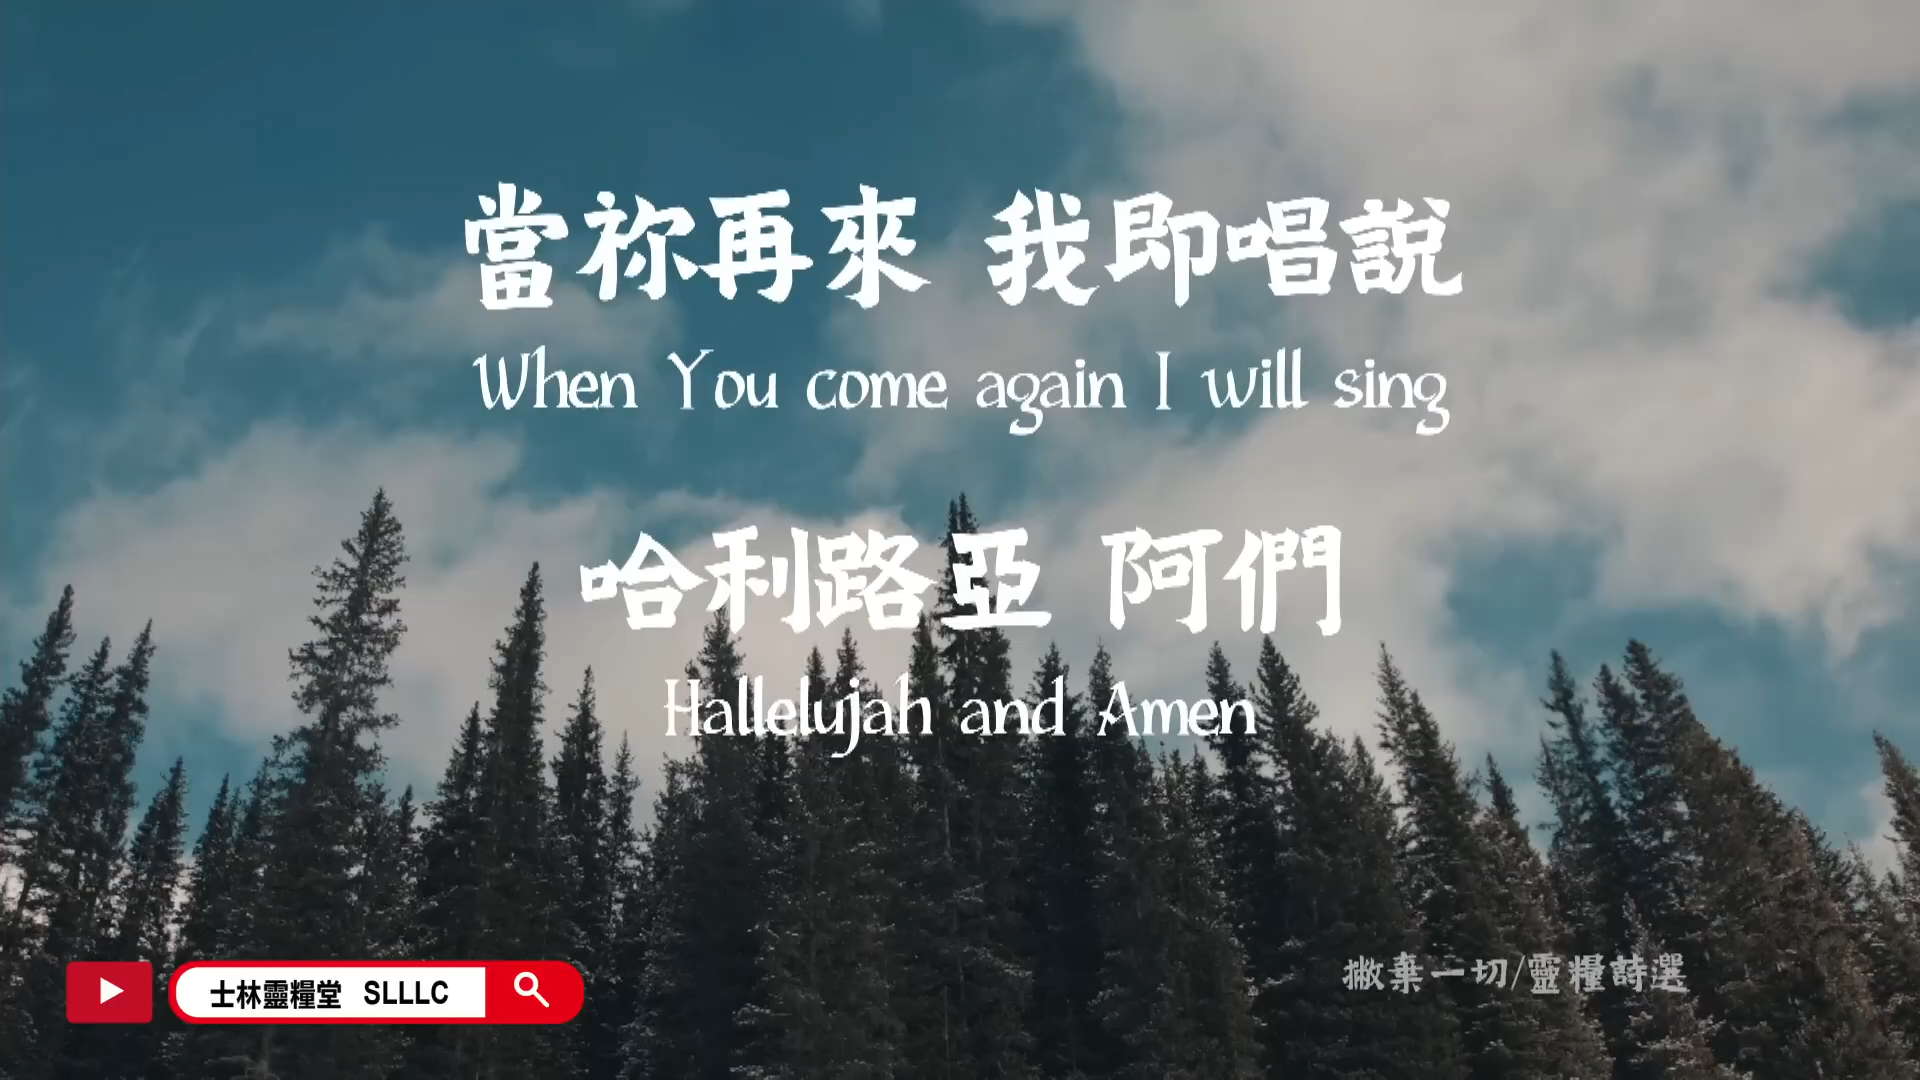 當祢再來 我即唱說
When You come again I will sing
哈利路亞 阿們
Hallelujah and Amen
士林靈糧堂 SLLLC
撇棄一切/靈糧詩選